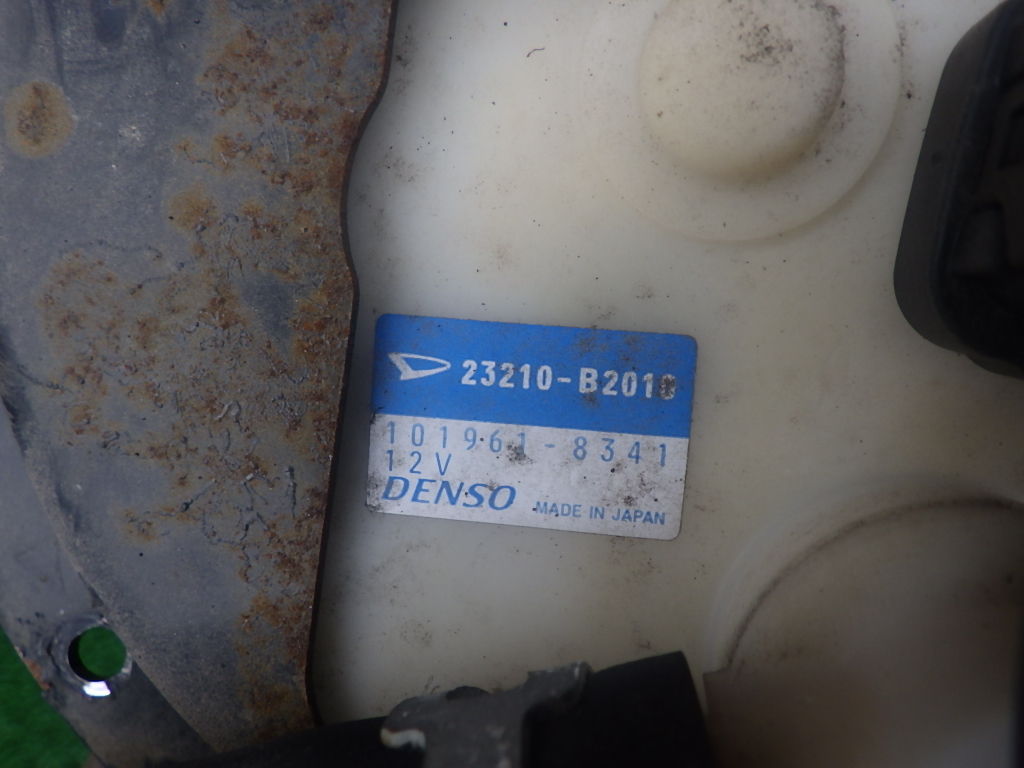 23210-B2010
101961-8341
12V
DENSO MADE IN JAPAN